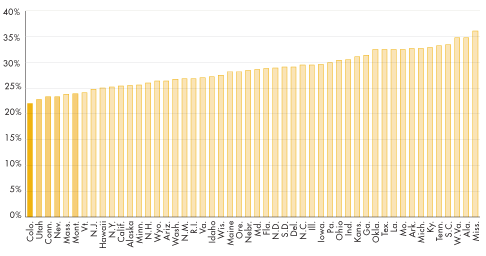 40%
35%
30%
25%
20%
15%
10%
5%
0%
Colo.
Utah
Conn.
Nev.
Mass.
Mont.
Vt.
N.J.
Hawaii
N.Y.
Calif.
Alaska
Minn.
N.H.
Wyo.
Ariz.
Wash.
N.M.
R.I.
Va.
Idaho
Wis.
Maine
Ore.
Nebr.
Md.
Fla.
N.D.
S.D.
Del.
N.C.
Ill.
Iowa.
Pa.
Ohio
Ind.
Kans.
Ga.
Okla.
Tex.
La.
Mo.
Ark.
Mich.
Ky.
Tenn.
S.C.
W.Va.
Ala.
Miss.